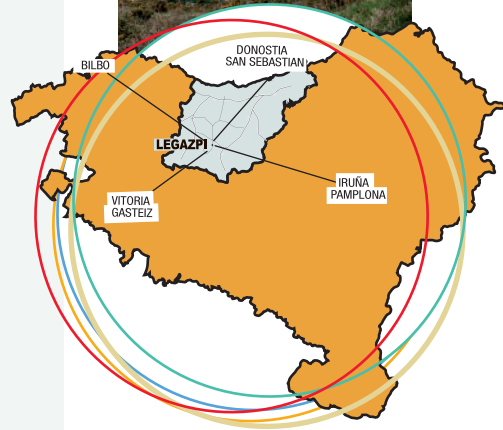 DONOSTIA
SAN SEBASTIAN
BILBO
LEGAZPI
IRUÑA
PAMPLONA
VITORIA
GASTEIZ